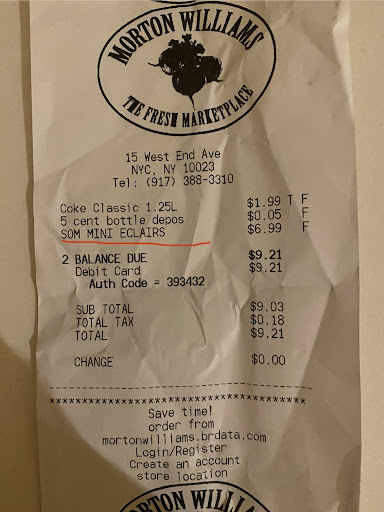 MORTON WILLIAMS
THE FRESH MARKETPLACE
15 West End Ave
NYC, NY 10023
Tel: (917) 388-3310
Coke Classic 1.25L $1.99 T F
5 cent bottle depos $0.05 F
SOM MINI ECLAIRS $6.99 F
2 BALANCE DUE $9.21
Debit Card $9.21
Auth Code = 393432
SUB TOTAL $9.03
TOTAL TAX $0.18
TOTAL $9.21
CHANGE $0.00
----------------------------------------
****************************************
Save time!
order from
mortonwilliams.brdata.com
Login/Register
Create an account
store location
MORTON WILLIAMS